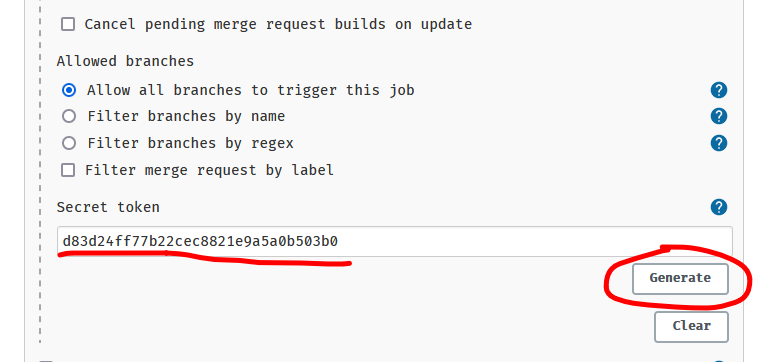 Cancel pending merge request builds on update
Allowed branches
Allow all branches to trigger this job
?
Filter branches by name
?
Filter branches by regex
?
Filter merge request by label
Secret token
?
d83d24ff77b22cec8821e9a5a0b503b0
Generate
Clear